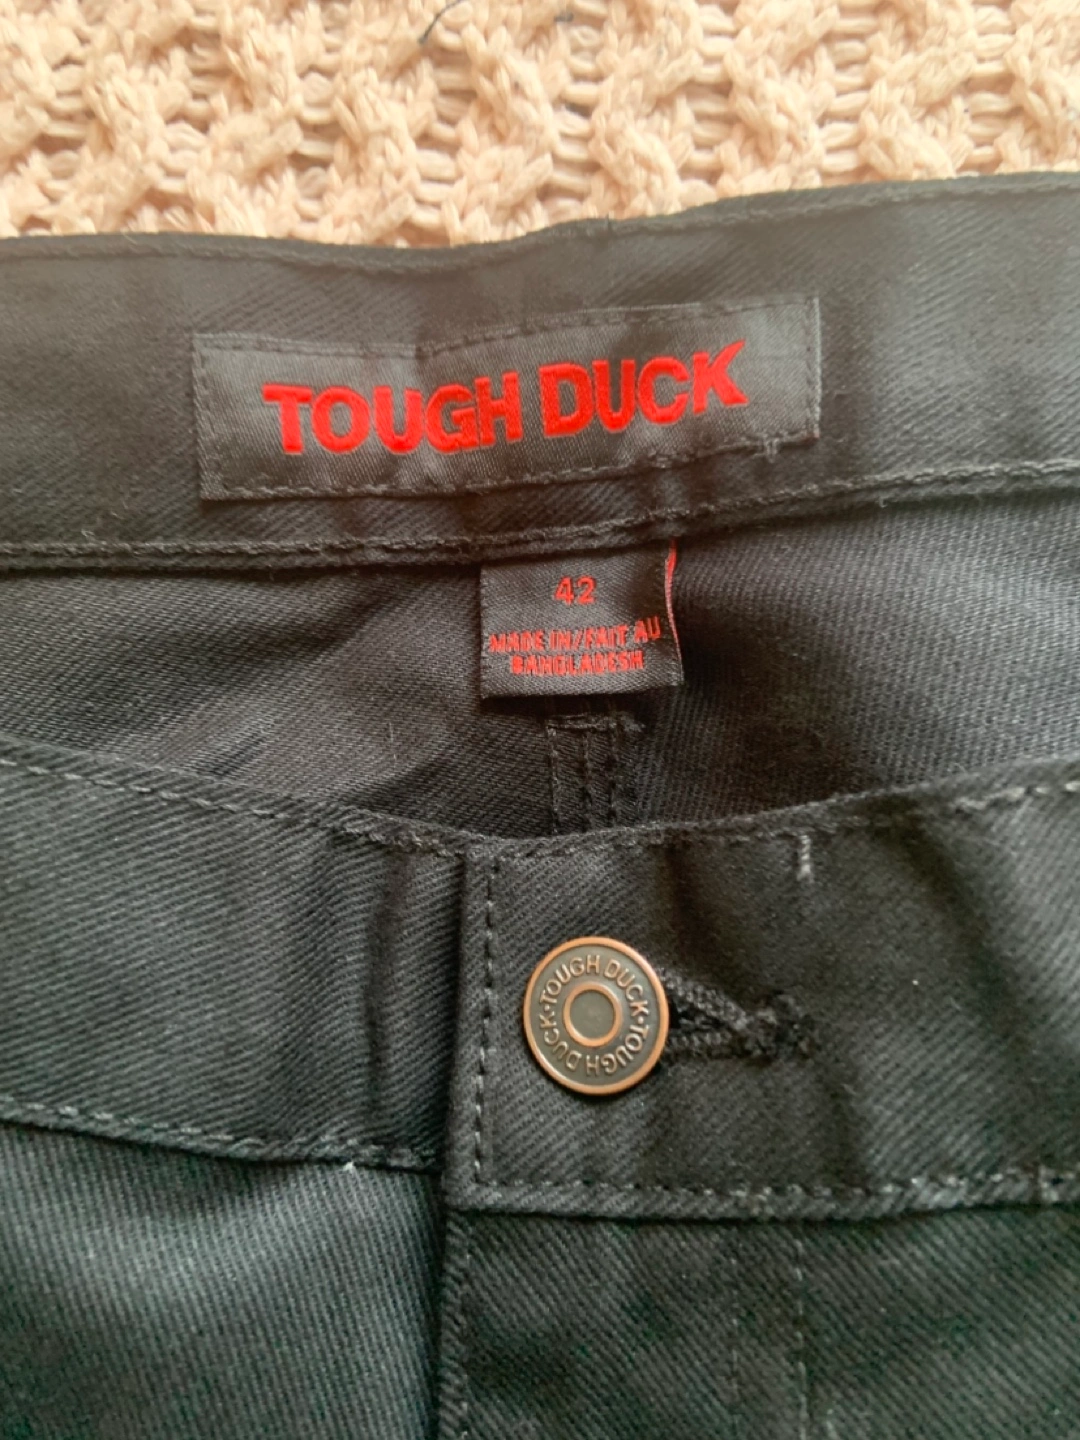 TOUGH DUCK
42
MADE IN/FAIT AU
BANGLADESH
TOUGH DUCK•TOUGH DUCK•